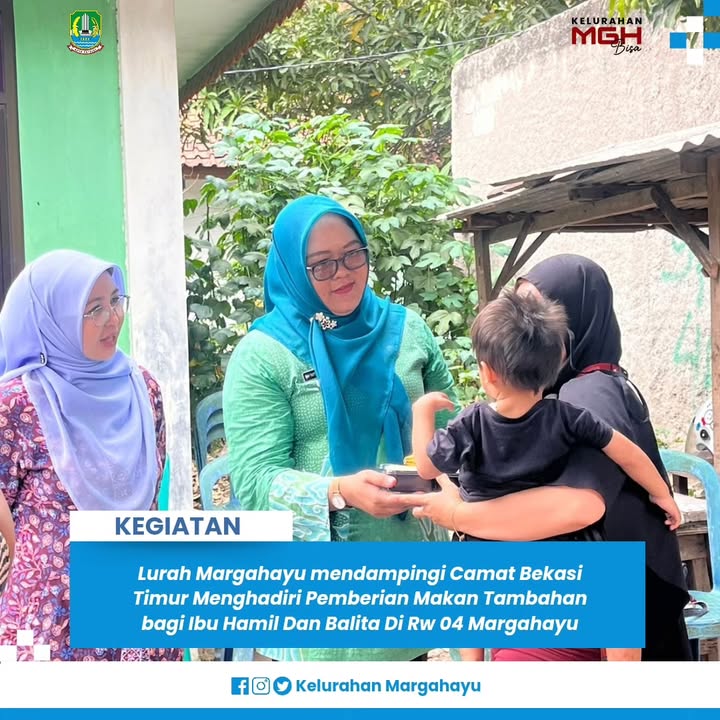 KELURAHAN
MGH
Bisa
KEGIATAN
Lurah Margahayu mendampingi Camat Bekasi
Timur Menghadiri Pemberian Makan Tambahan
bagi Ibu Hamil Dan Balita Di Rw 04 Margahayu
Kelurahan Margahayu